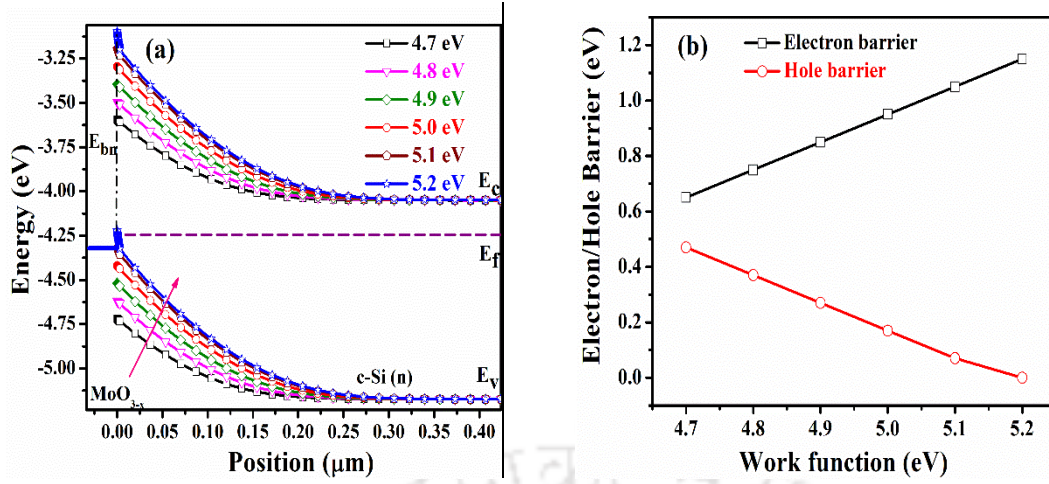 (a)
4.7 eV
4.8 eV
4.9 eV
5.0 eV
5.1 eV
5.2 eV
-3.25
-3.50
-3.75
-4.00
-4.25
-4.50
-4.75
-5.00
Energy (eV)
E_bn
E_c
E_f
E_v
MoO_3-x
c-Si (n)
0.00 0.05 0.10 0.15 0.20 0.25 0.30 0.35 0.40
Position (μm)
(b)
Electron barrier
Hole barrier
1.2
1.0
0.8
0.6
0.4
0.2
0.0
Electron/Hole Barrier (eV)
4.7 4.8 4.9 5.0 5.1 5.2
Work function (eV)